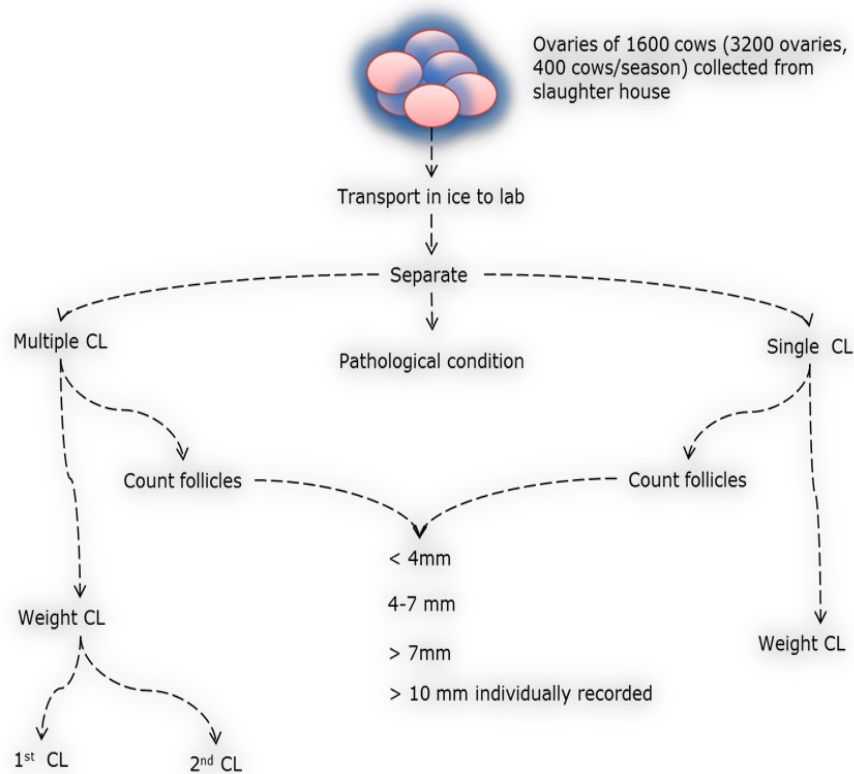 Ovaries of 1600 cows (3200 ovaries,
400 cows/season) collected from
slaughter house
Transport in ice to lab
Separate
Multiple CL
Pathological condition
Single CL
Count follicles
Count follicles
< 4mm
4-7 mm
> 7mm
> 10 mm individually recorded
Weight CL
Weight CL
1st CL
2nd CL